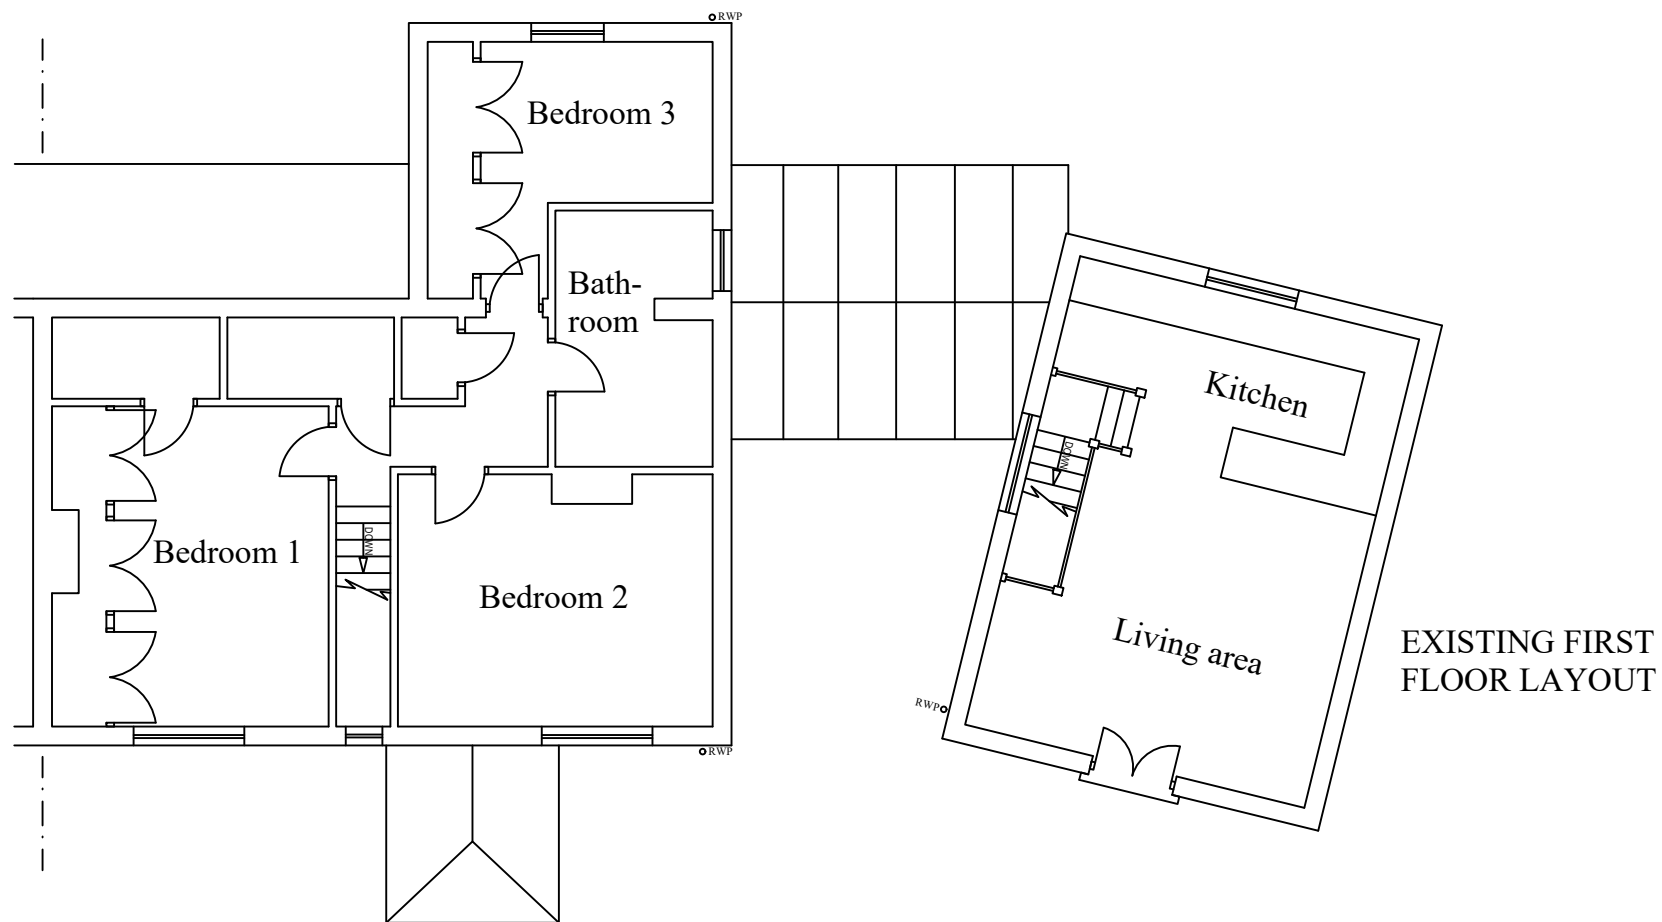 RWP
Bedroom 3
Bath-
room
Kitchen
DOWN
Bedroom 1
DOWN
Bedroom 2
Living area
EXISTING FIRST
FLOOR LAYOUT
RWP
RWP